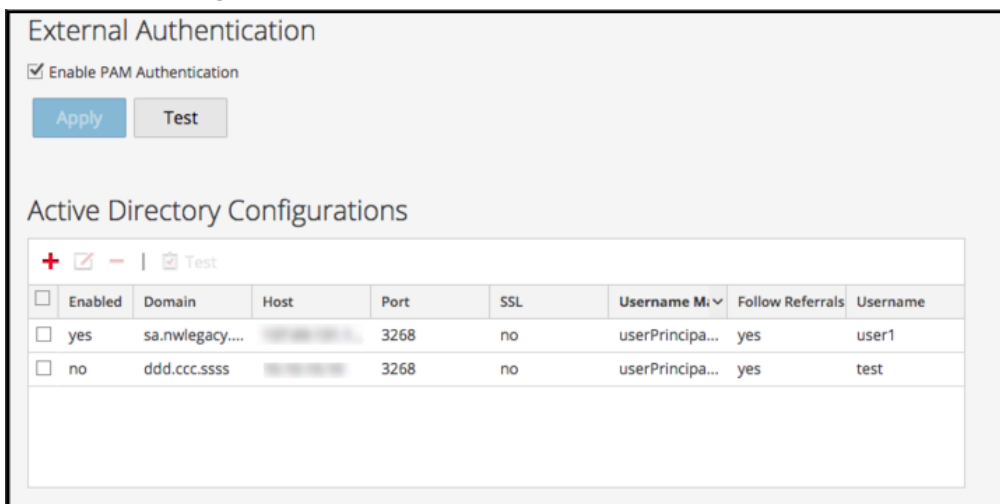 External Authentication
Enable PAM Authentication
Apply Test
Active Directory Configurations
Test
Enabled Domain Host Port SSL Username Ma Follow Referrals Username
yes sa.nwlegacy.... 3268 no userPrincipa... yes user1
no ddd.ccc.ssss 3268 no userPrincipa... yes test